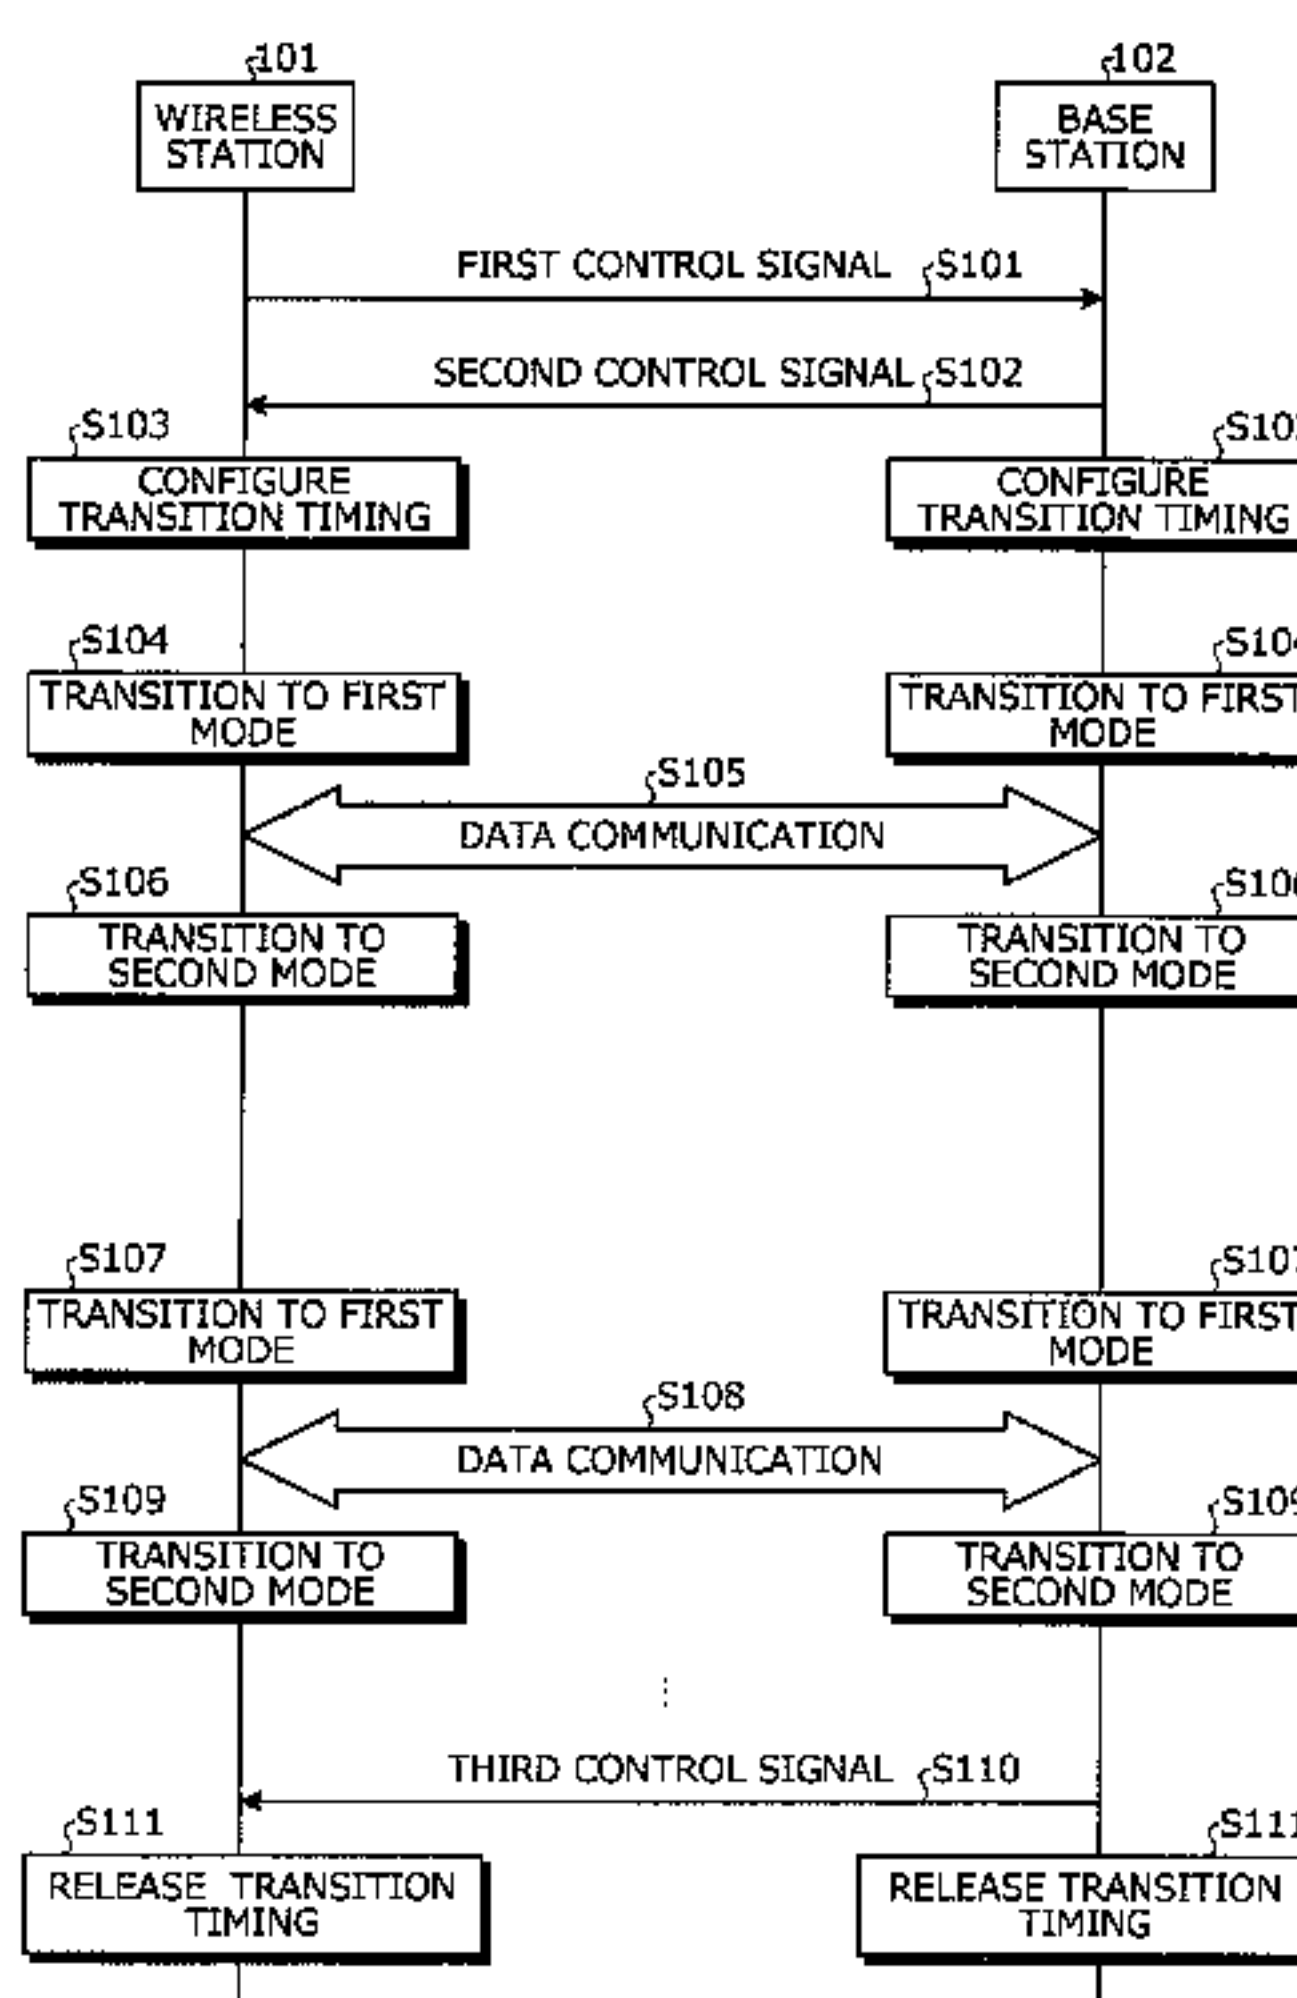 101
102
WIRELESS
STATION
BASE
STATION
FIRST CONTROL SIGNAL S101
SECOND CONTROL SIGNAL S102
S103
CONFIGURE
TRANSITION TIMING
CONFIGURE
TRANSITION TIMING
S104
TRANSITION TO FIRST
MODE
TRANSITION TO FIRST
MODE
S105
DATA COMMUNICATION
S106
TRANSITION TO
SECOND MODE
TRANSITION TO
SECOND MODE
S107
TRANSITION TO FIRST
MODE
TRANSITION TO FIRST
MODE
S108
DATA COMMUNICATION
S109
S109
TRANSITION TO
SECOND MODE
TRANSITION TO
SECOND MODE
THIRD CONTROL SIGNAL S110
S111
S111
RELEASE TRANSITION
TIMING
RELEASE TRANSITION
TIMING